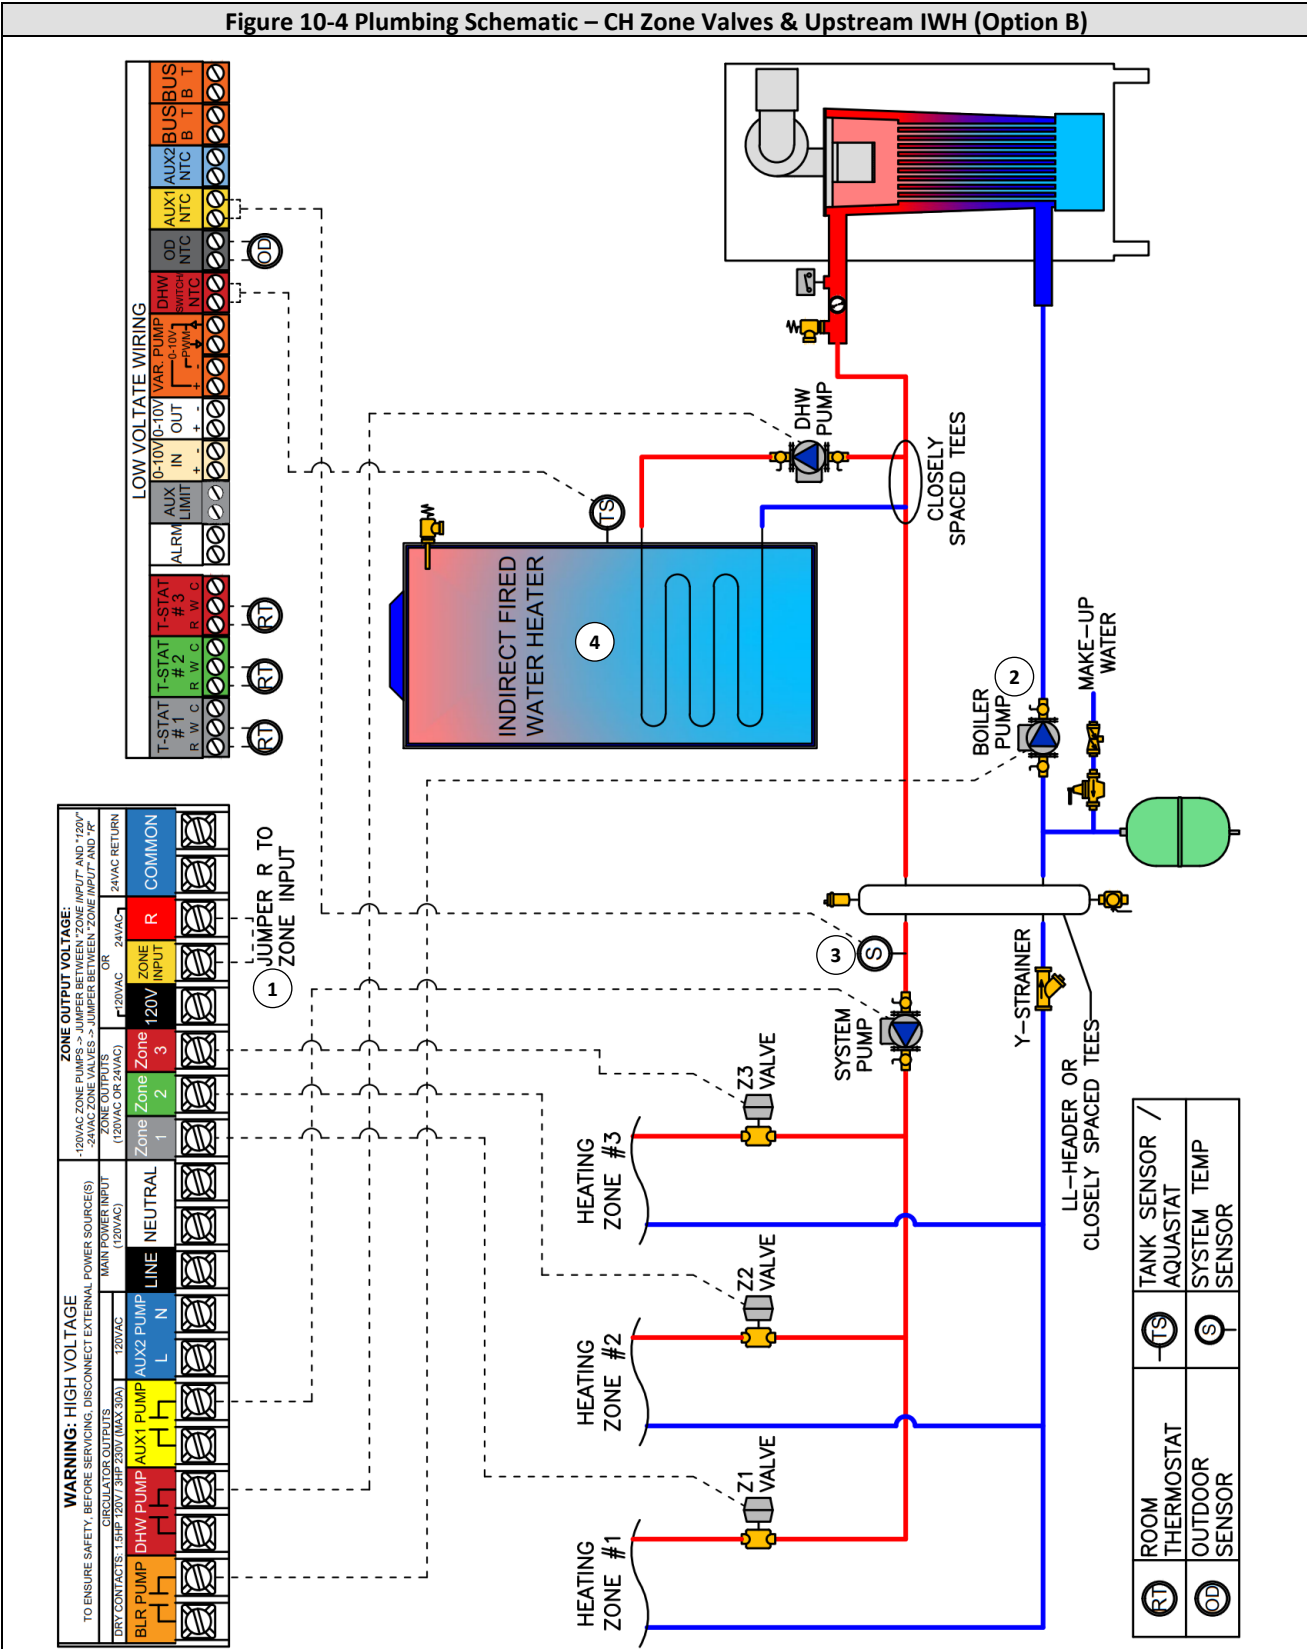 Figure 10-4 Plumbing Schematic – CH Zone Valves & Upstream IWH (Option B)
LOW VOLTATE WIRING
T-STAT
# 1
R W C
T-STAT
# 2
R W C
T-STAT
# 3
R W C
ALRM
AUX
LIMIT
0-10V
IN
+ -
0-10V
OUT
+ -
VAR. PUMP
0-10V
PWM
+ -
DHW
SWITCH/
NTC
OD
NTC
AUX1
NTC
AUX2
NTC
BUS
B T
BUS
B T
RT
RT
RT
OD
WARNING: HIGH VOLTAGE
TO ENSURE SAFETY, BEFORE SERVICING, DISCONNECT EXTERNAL POWER SOURCE(S)
CIRCULATOR OUTPUTS
DRY CONTACTS: 1.5HP 120V / 3HP 230V (MAX 30A)
120VAC
MAIN POWER INPUT
(120VAC)
ZONE OUTPUT VOLTAGE:
-120VAC ZONE PUMPS -> JUMPER BETWEEN "ZONE INPUT" AND "120V"
-24VAC ZONE VALVES -> JUMPER BETWEEN "ZONE INPUT" AND "R"
ZONE OUTPUTS
(120VAC OR 24VAC)
120VAC
OR
24VAC
24VAC RETURN
BLR PUMP
DHW PUMP
AUX1 PUMP
AUX2 PUMP
L N
LINE
NEUTRAL
Zone
1
Zone
2
Zone
3
120V
ZONE
INPUT
R
COMMON
JUMPER R TO
ZONE INPUT
1
DHW
PUMP
CLOSELY
SPACED TEES
TS
INDIRECT FIRED
WATER HEATER
4
BOILER
PUMP
2
MAKE-UP
WATER
3
S
SYSTEM
PUMP
Y-STRAINER
LL-HEADER OR
CLOSELY SPACED TEES
Z3
VALVE
HEATING
ZONE #3
Z2
VALVE
HEATING
ZONE #2
Z1
VALVE
HEATING
ZONE #1
RT
ROOM
THERMOSTAT
TS
TANK SENSOR /
AQUASTAT
OD
OUTDOOR
SENSOR
S
SYSTEM TEMP
SENSOR